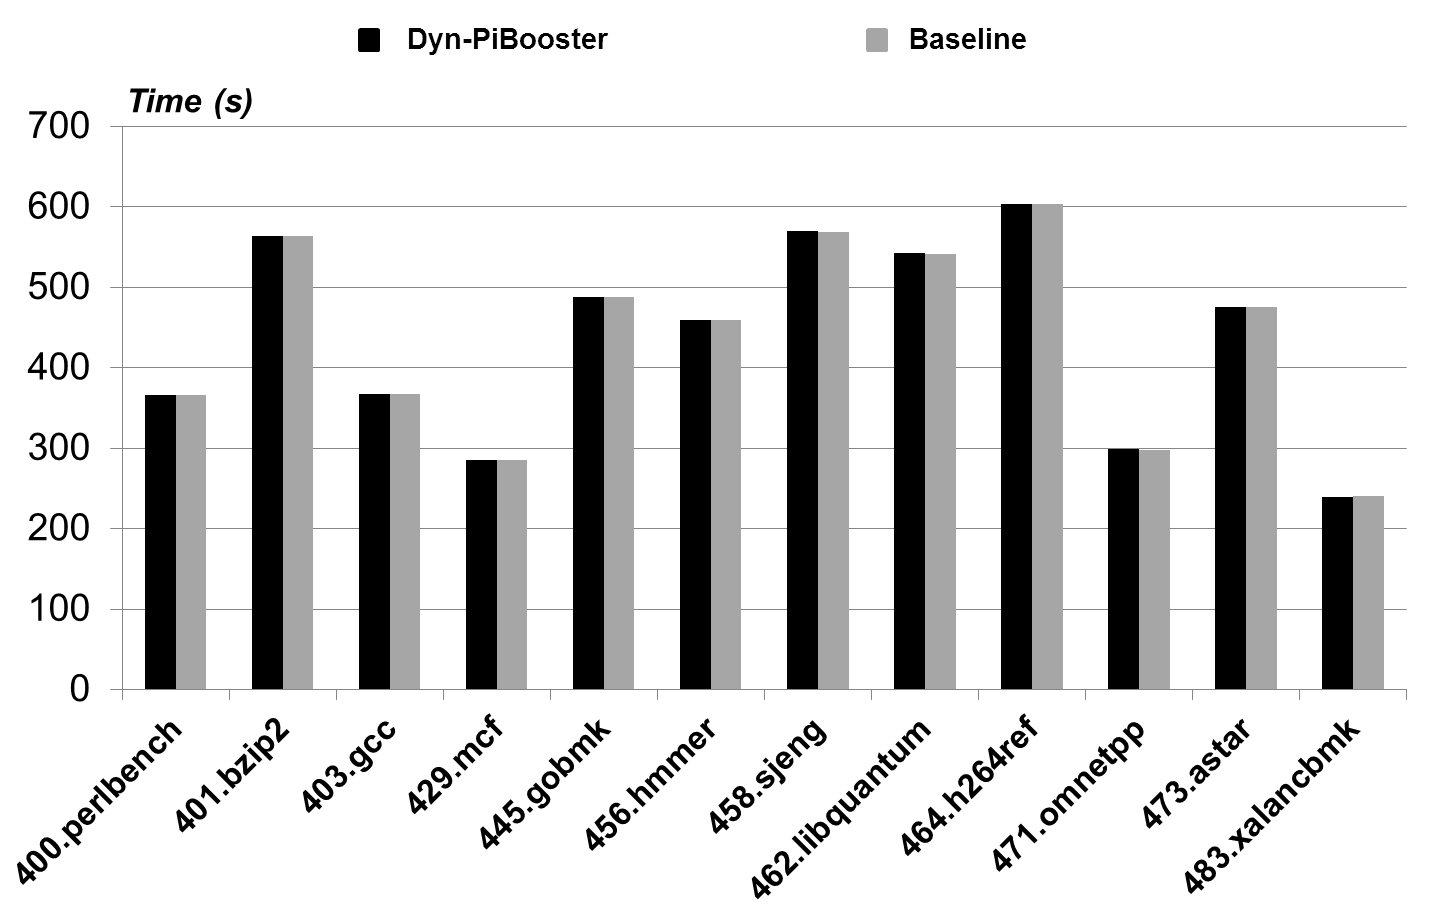 Dyn-PiBooster Baseline
Time (s)
700
600
500
400
300
200
100
0
400.perlbench
401.bzip2
403.gcc
429.mcf
445.gobmk
456.hmmer
458.sjeng
462.libquantum
464.h264ref
471.omnetpp
473.astar
483.xalancbmk